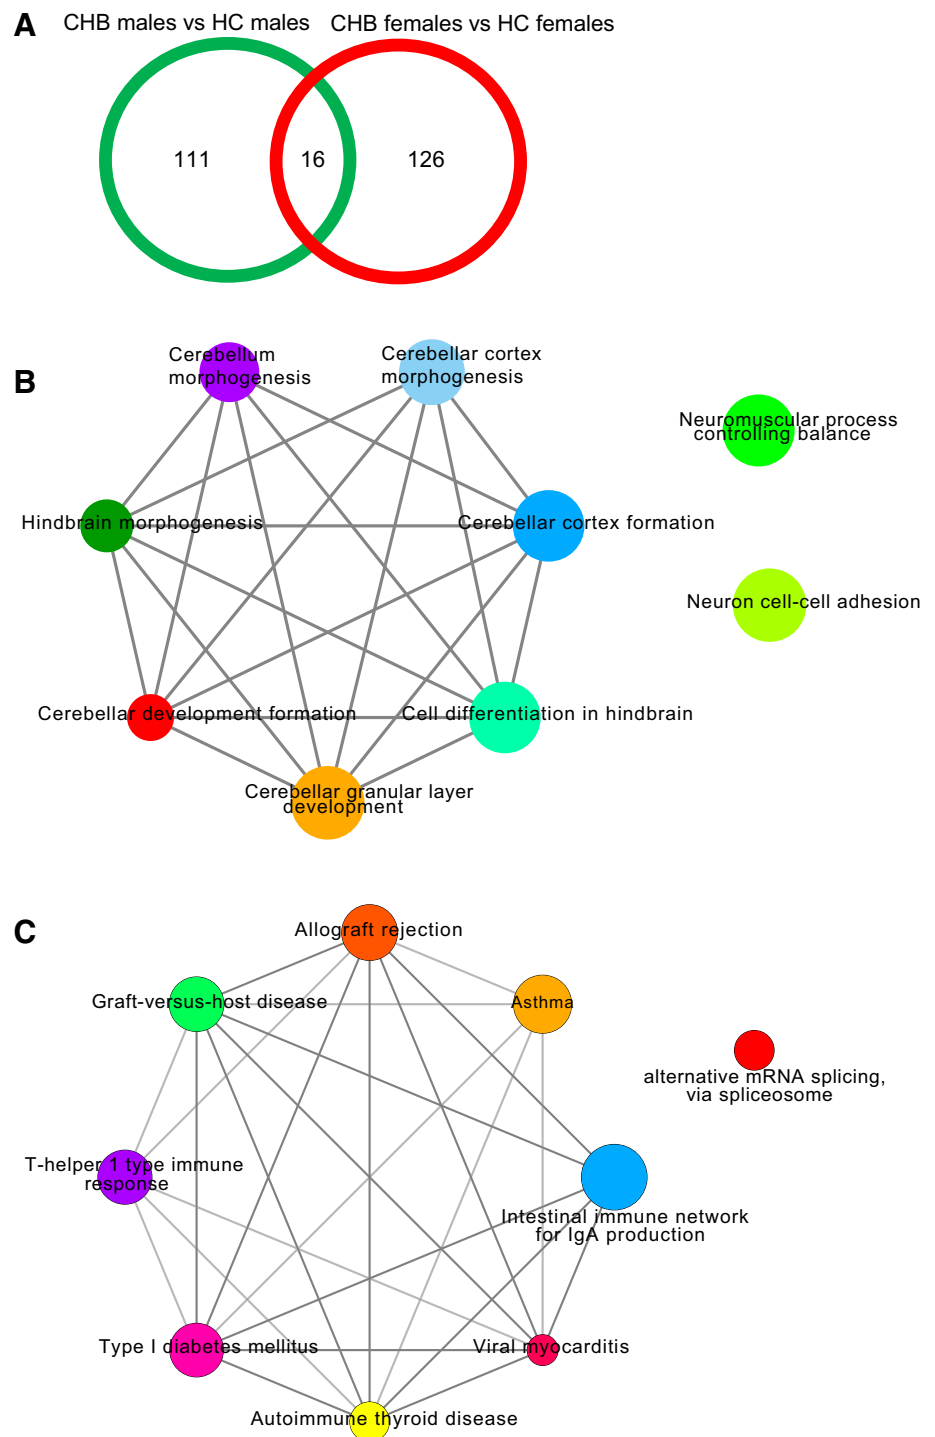 A
CHB males vs HC males
CHB females vs HC females
111
16
126
B
Cerebellum
morphogenesis
Cerebellar cortex
morphogenesis
Neuromuscular process
controlling balance
Hindbrain morphogenesis
Cerebellar cortex formation
Neuron cell-cell adhesion
Cerebellar development formation
Cell differentiation in hindbrain
Cerebellar granular layer
development
C
Allograft rejection
Graft-versus-host disease
Asthma
alternative mRNA splicing,
via spliceosome
T-helper 1 type immune
response
Intestinal immune network
for IgA production
Type I diabetes mellitus
Viral myocarditis
Autoimmune thyroid disease